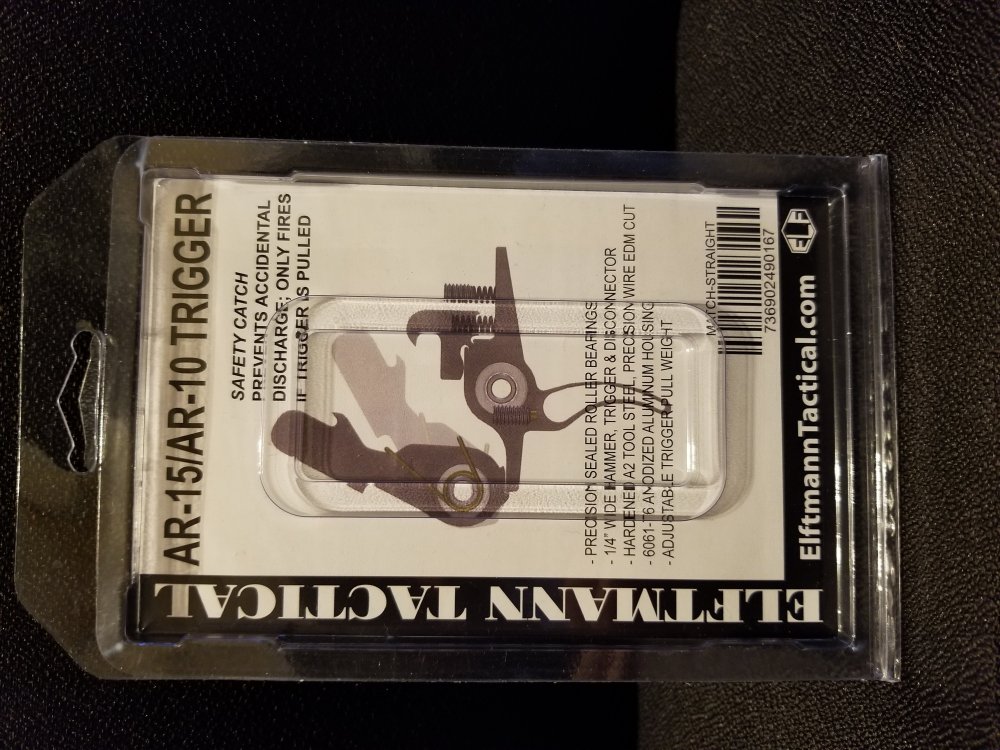 AR-15/AR-10 TRIGGER
SAFETY CATCH
PREVENTS ACCIDENTAL
DISCHARGE; ONLY FIRES
IF TRIGGER IS PULLED
- PRECISION SEALED ROLLER BEARINGS
- 1/4" WIDE HAMMER, TRIGGER & DISCONNECTOR
- HARDENED A2 TOOL STEEL, PRECISION WIRE EDM CUT
- 6061-T6 ANODIZED ALUMINUM HOUSING
- ADJUSTABLE TRIGGER PULL WEIGHT
MATCH-STRAIGHT
736902490167
ElftmannTactical.com
ELF
ELFTMANN TACTICAL